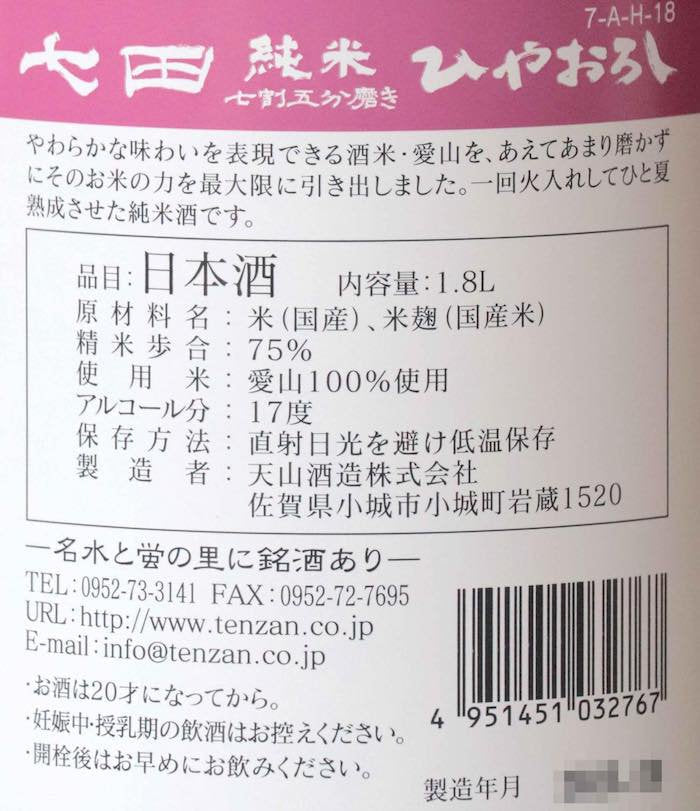 7-A-H-18
七田 純米 ひやおろし
七割五分磨き
やわらかな味わいを表現できる酒米・愛山を、あえてあまり磨かず
にそのお米の力を最大限に引き出しました。一回火入れしてひと夏
熟成させた純米酒です。
品目：日本酒 内容量：1.8L
原材料名：米（国産）、米麹（国産米）
精米歩合：75％
使用米：愛山100％使用
アルコール分：17度
保存方法：直射日光を避け低温保存
製造者：天山酒造株式会社
佐賀県小城市小城町岩蔵1520
―名水と蛍の里に銘酒あり―
TEL：0952-73-3141 FAX：0952-72-7695
URL：http://www.tenzan.co.jp
E-mail：info@tenzan.co.jp
・お酒は20才になってから。
・妊娠中・授乳期の飲酒はお控えください。
・開栓後はお早めにお飲みください。
4 951451 032767
製造年月